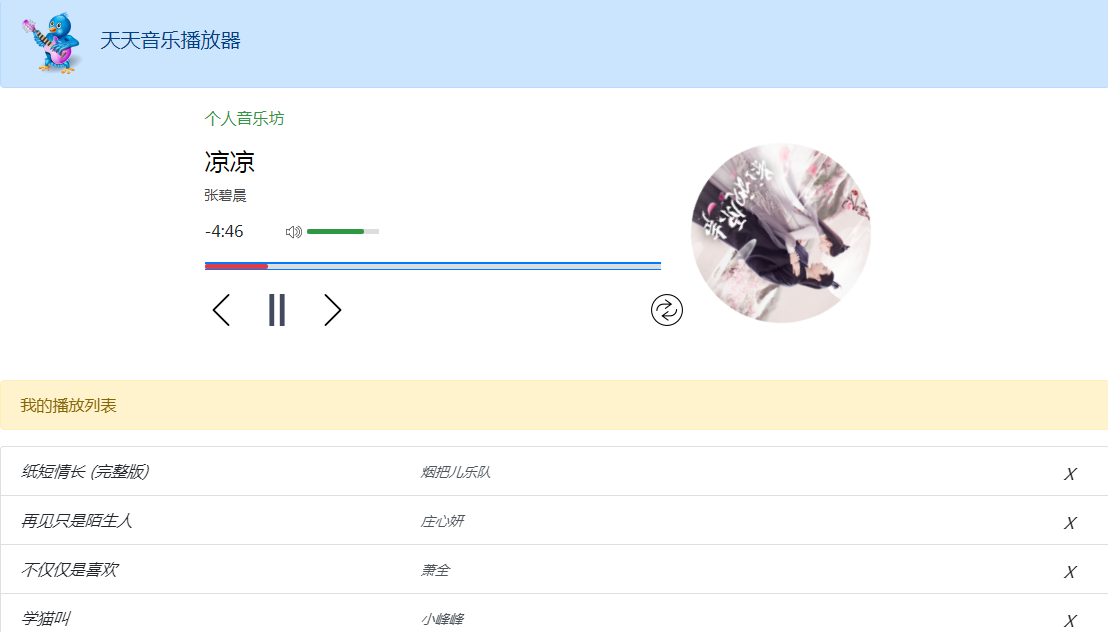 天天音乐播放器
个人音乐坊
凉凉
张碧晨
-4:46
我的播放列表
纸短情长 (完整版) 烟把儿乐队 X
再见只是陌生人 庄心妍 X
不仅仅是喜欢 萧全 X
学猫叫 小峰峰 X